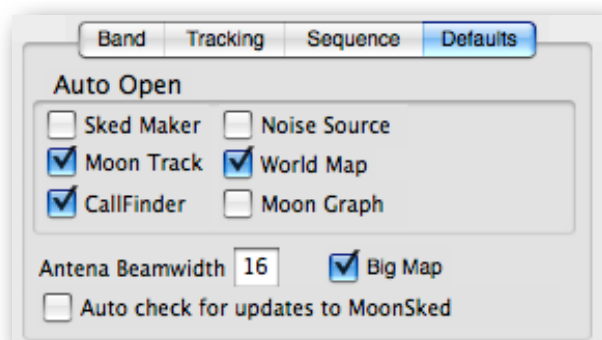 Band Tracking Sequence Defaults
Auto Open
Sked Maker Noise Source
Moon Track World Map
CallFinder Moon Graph
Antena Beamwidth 16 Big Map
Auto check for updates to MoonSked